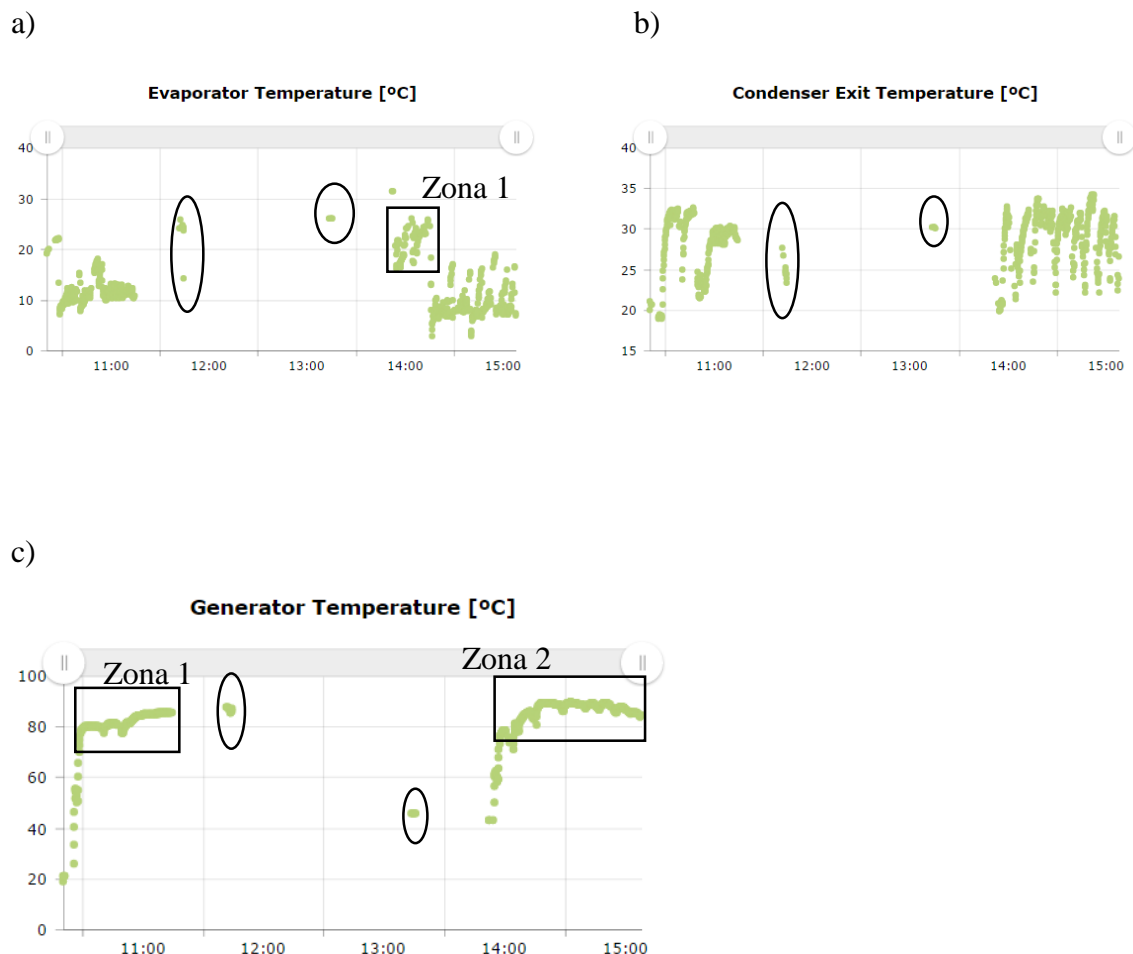 a)
b)
Evaporator Temperature [ºC]
Condenser Exit Temperature [ºC]
40
30
20
10
0
Zona 1
11:00 12:00 13:00 14:00 15:00
40
35
30
25
20
15
11:00 12:00 13:00 14:00 15:00
c)
Generator Temperature [ºC]
Zona 1
Zona 2
100
80
60
40
20
0
11:00 12:00 13:00 14:00 15:00